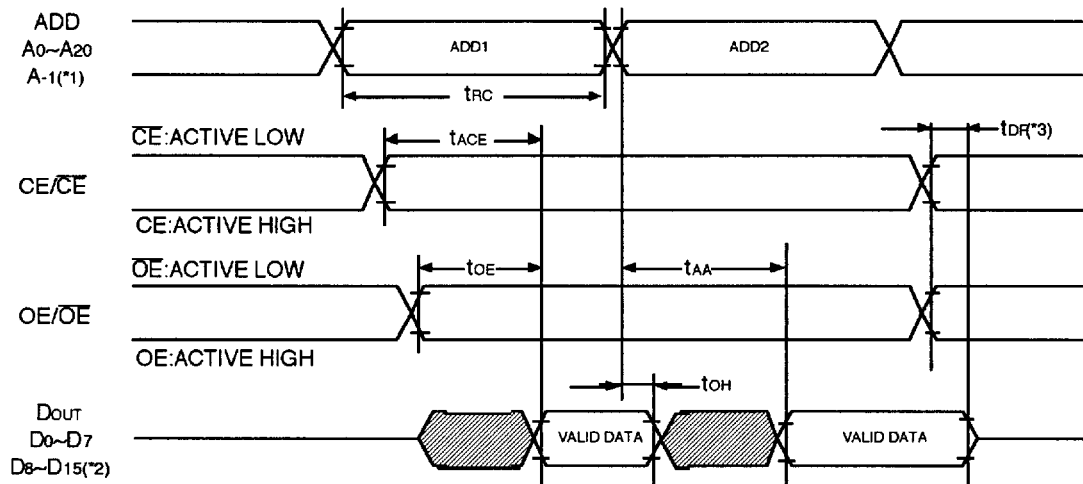 ADD
A0~A20
A-1(*1)
ADD1
ADD2
tRC
CE:ACTIVE LOW
tACE
tDF(*3)
CE/CE
CE:ACTIVE HIGH
OE:ACTIVE LOW
tOE
tAA
OE/OE
OE:ACTIVE HIGH
tOH
DOUT
D0~D7
D8~D15(*2)
VALID DATA
VALID DATA